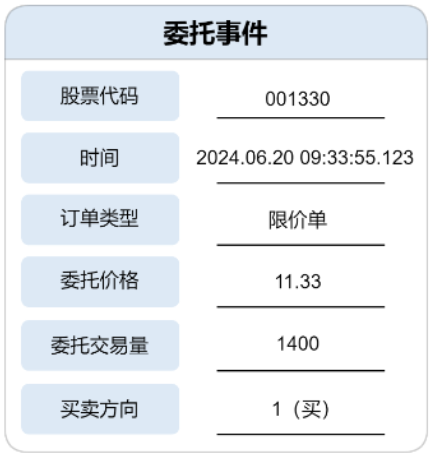 委托事件
股票代码 001330
时间 2024.06.20 09:33:55.123
订单类型 限价单
委托价格 11.33
委托交易量 1400
买卖方向 1（买）